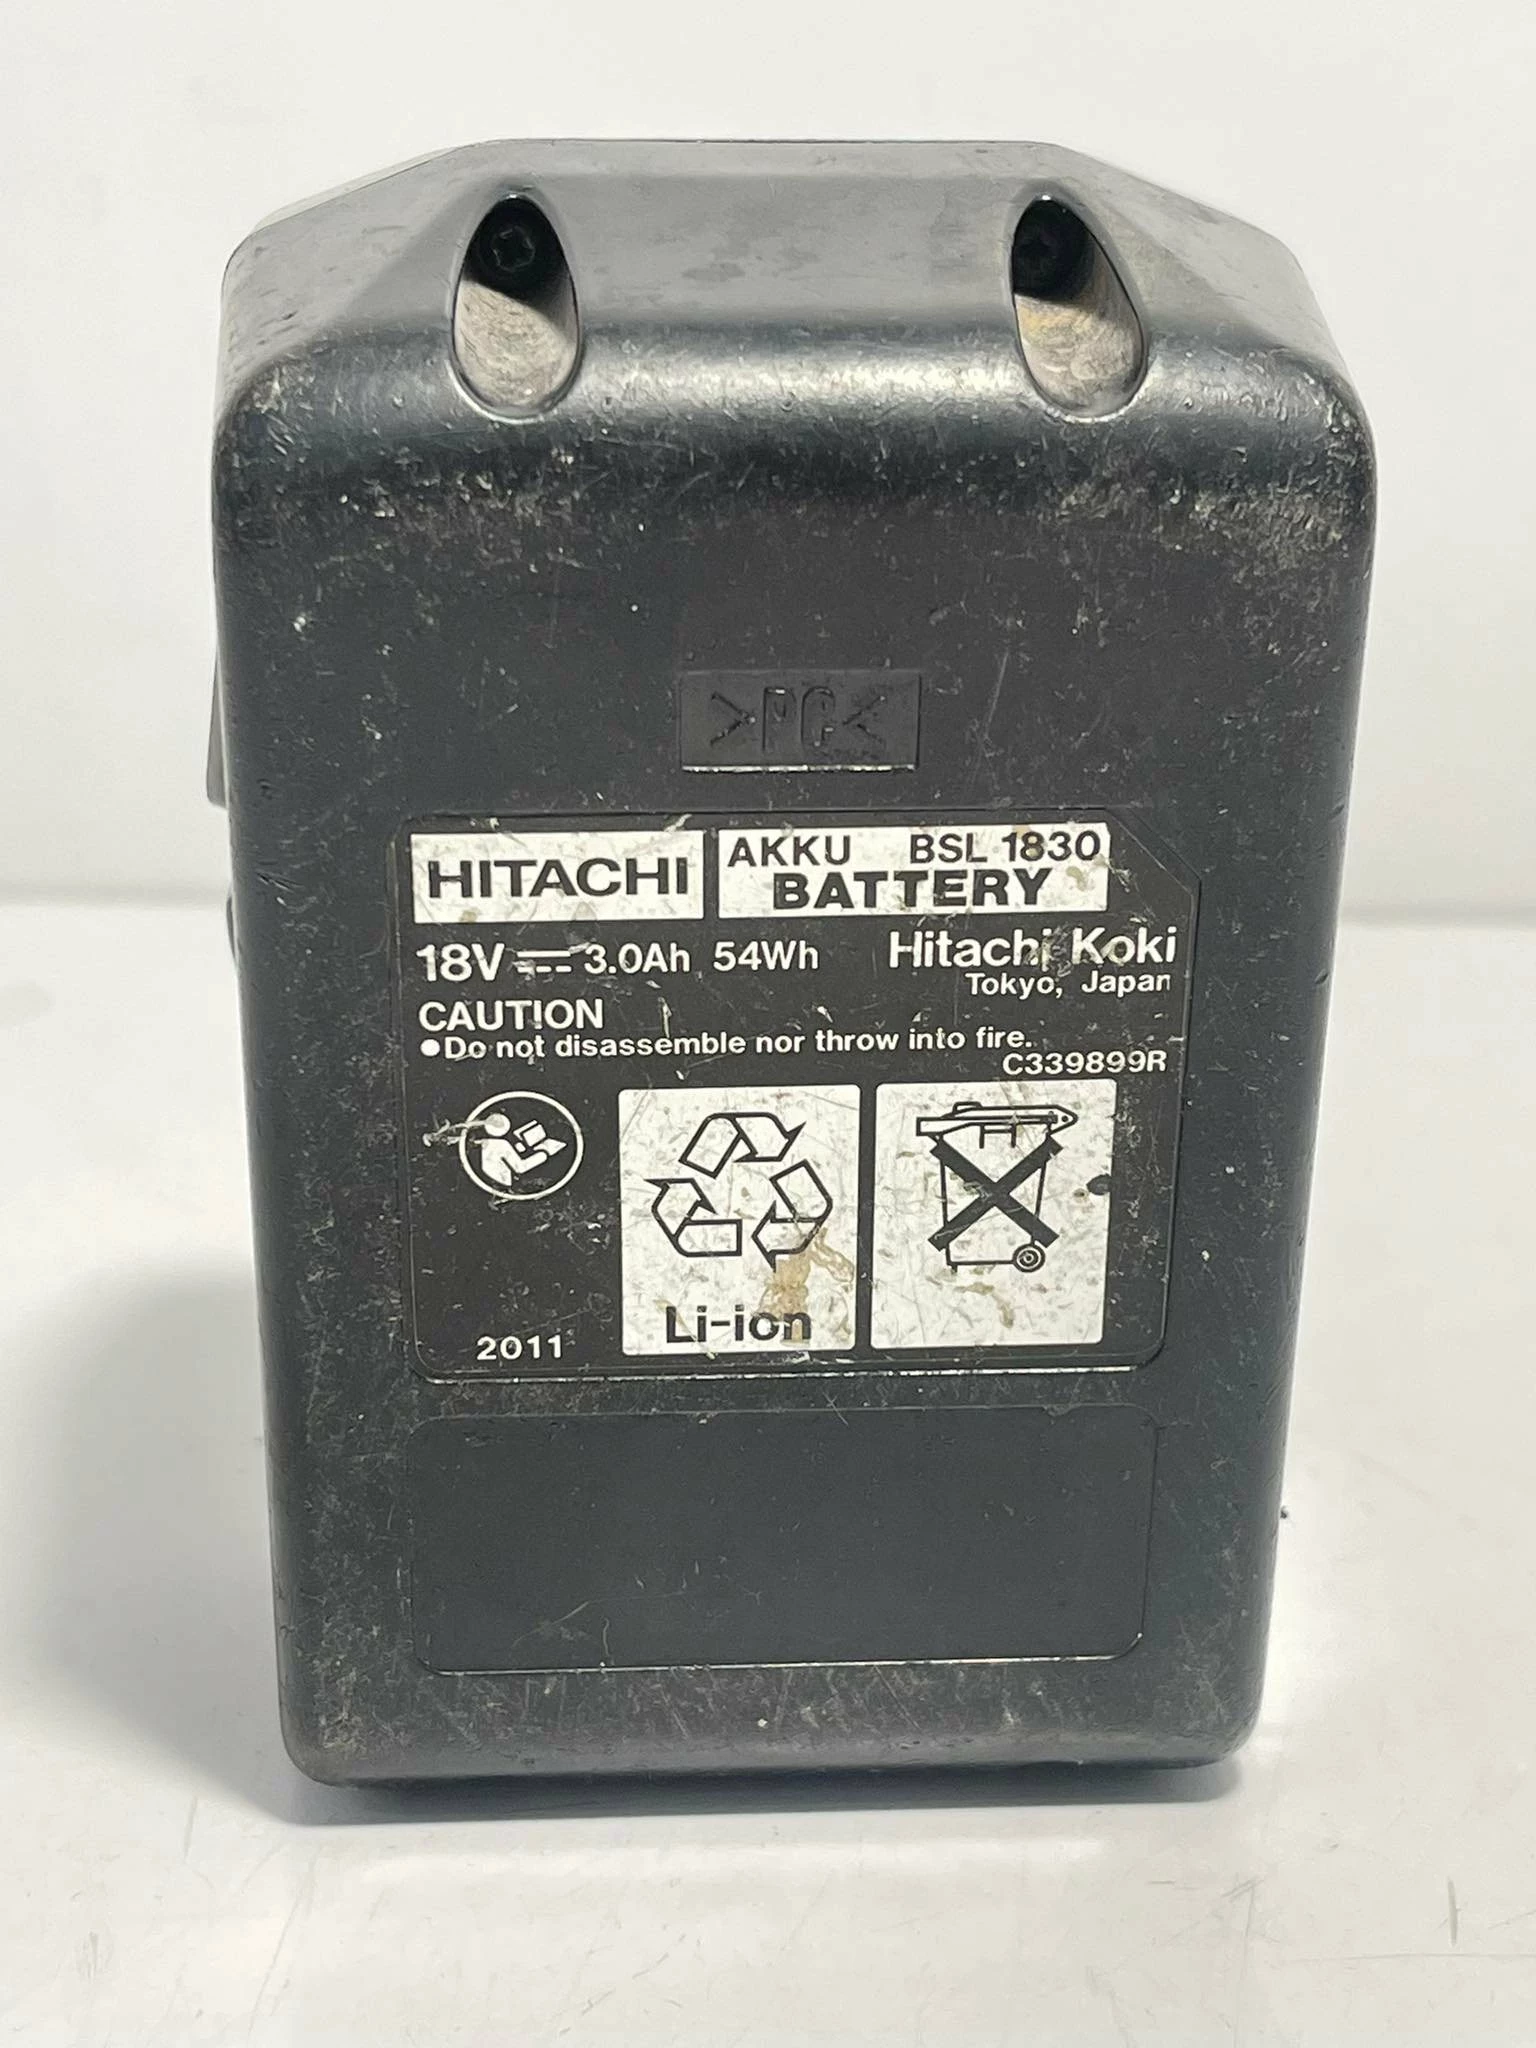 >PC<
HITACHI
AKKU BSL 1830
BATTERY
18V 3.0Ah 54Wh Hitachi Koki
Tokyo, Japan
CAUTION
●Do not disassemble nor throw into fire.
C339899R
Li-ion
2011